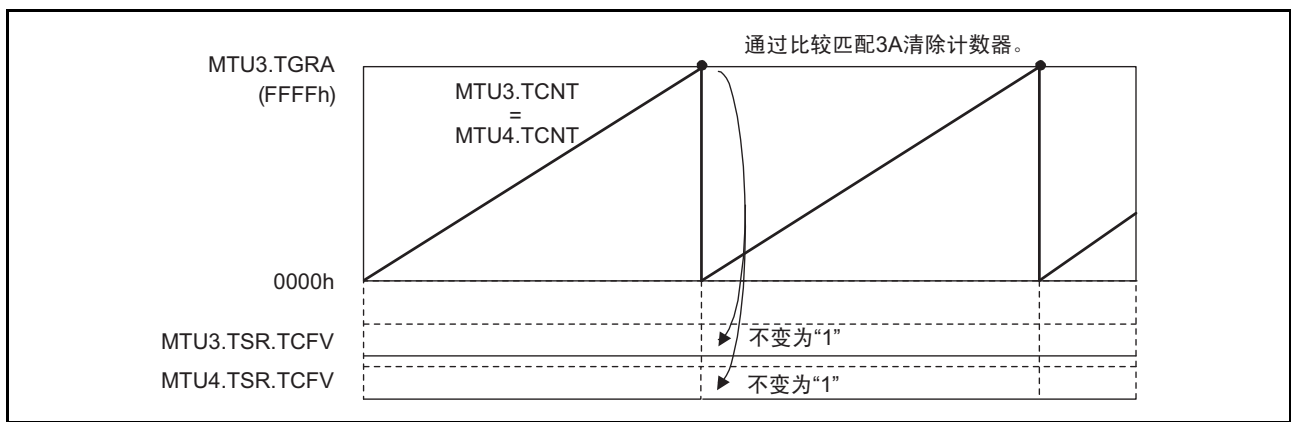 通过比较匹配3A清除计数器。
MTU3.TGRA
(FFFFh)
MTU3.TCNT
=
MTU4.TCNT
0000h
MTU3.TSR.TCFV
不变为“1”
MTU4.TSR.TCFV
不变为“1”